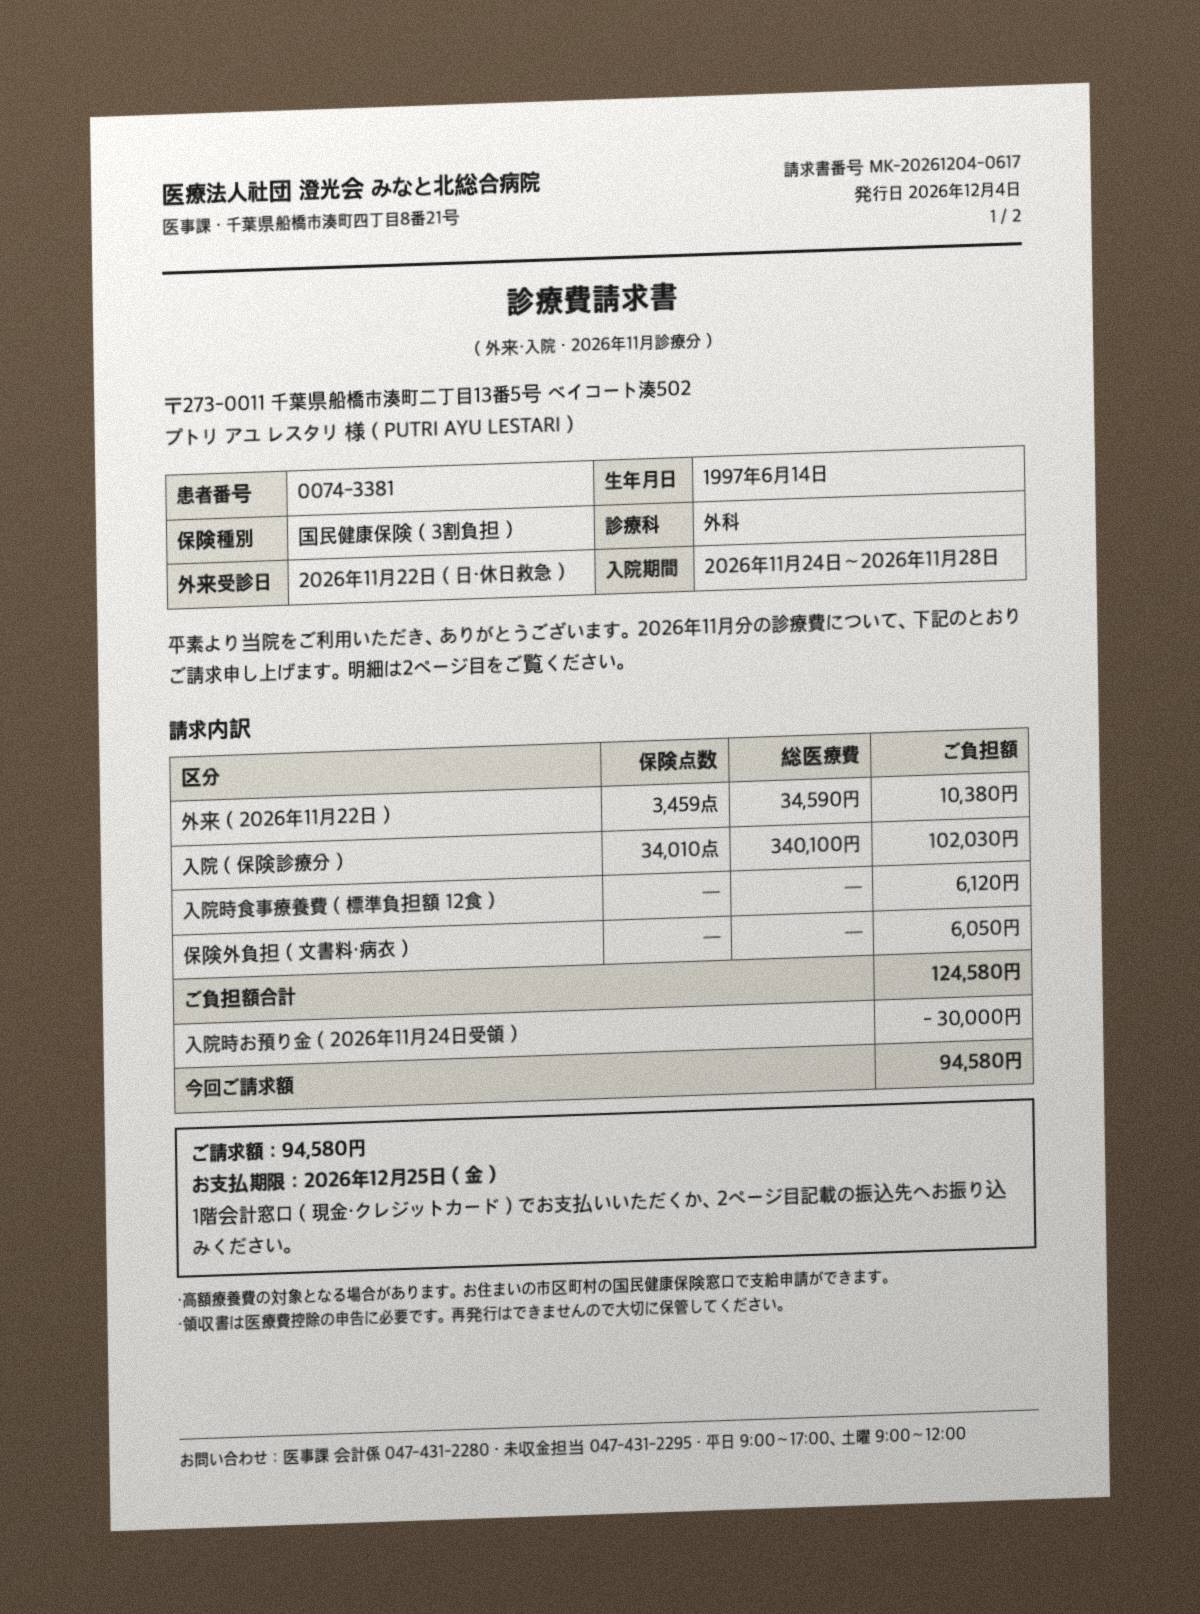 医療法人社団 澄光会 みなと北総合病院
医事課・千葉県船橋市湊町四丁目8番21号
請求書番号 MK-20261204-0617
発行日 2026年12月4日
1 / 2
診療費請求書
( 外来・入院・2026年11月診療分 )
〒273-0011 千葉県船橋市湊町二丁目13番5号 ベイコート湊502
プトリ アユ レスタリ 様 ( PUTRI AYU LESTARI )
患者番号 0074-3381 生年月日 1997年6月14日
保険種別 国民健康保険 ( 3割負担 ) 診療科 外科
外来受診日 2026年11月22日 ( 日・休日救急 ) 入院期間 2026年11月24日~2026年11月28日
平素より当院をご利用いただき、ありがとうございます。2026年11月分の診療費について、下記のとおり
ご請求申し上げます。明細は2ページ目をご覧ください。
請求内訳
区分 保険点数 総医療費 ご負担額
外来 ( 2026年11月22日 ) 3,459点 34,590円 10,380円
入院 ( 保険診療分 ) 34,010点 340,100円 102,030円
入院時食事療養費 ( 標準負担額 12食 ) — — 6,120円
保険外負担 ( 文書料・病衣 ) — — 6,050円
ご負担額合計 124,580円
入院時お預り金 ( 2026年11月24日受領 ) - 30,000円
今回ご請求額 94,580円
ご請求額：94,580円
お支払期限：2026年12月25日 ( 金 )
1階会計窓口 ( 現金・クレジットカード ) でお支払いいただくか、2ページ目記載の振込先へお振り込
みください。
・高額療養費の対象となる場合があります。お住まいの市区町村の国民健康保険窓口で支給申請ができます。
・領収書は医療費控除の申告に必要です。再発行はできませんので大切に保管してください。
お問い合わせ：医事課 会計係 047-431-2280・未収金担当 047-431-2295・平日 9:00~17:00、土曜 9:00~12:00